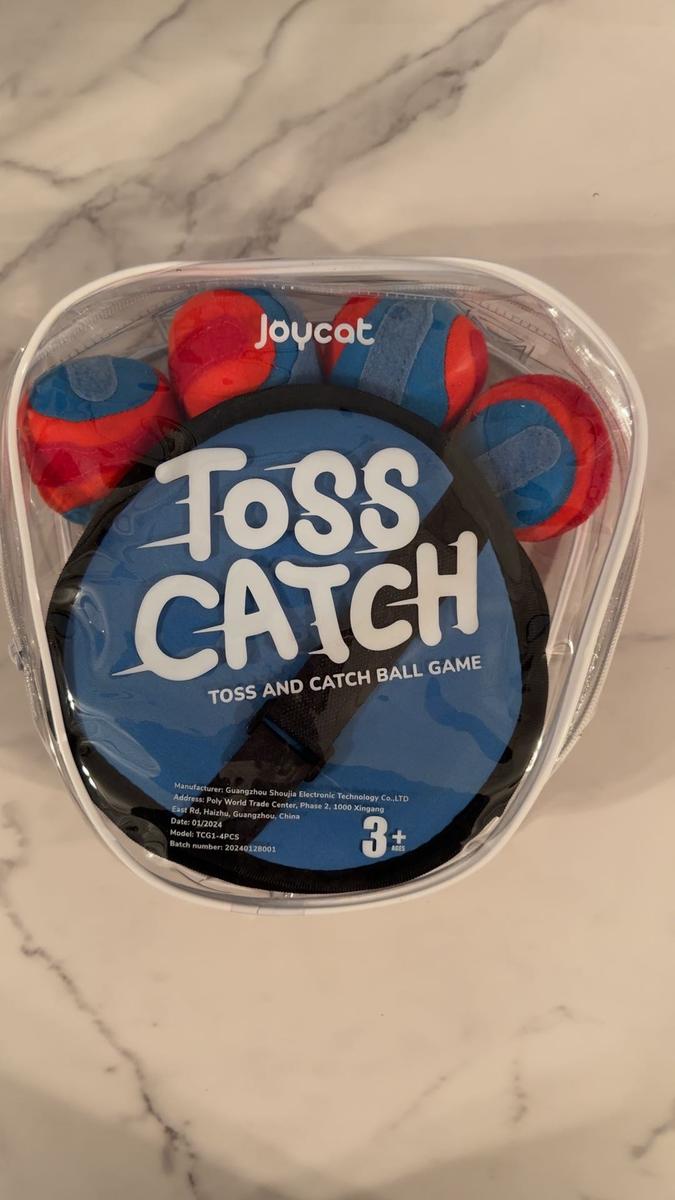 Joycat
TOSS
CATCH
TOSS AND CATCH BALL GAME
Manufacturer: Guangzhou Shoujia Electronic Technology Co.,LTD
Address: Poly World Trade Center, Phase 2, 1000 Xingang
East Rd, Haizhu, Guangzhou, China
Date: 01/2024
Model: TCG1-4PCS
Batch number: 20240128001
3+
AGES